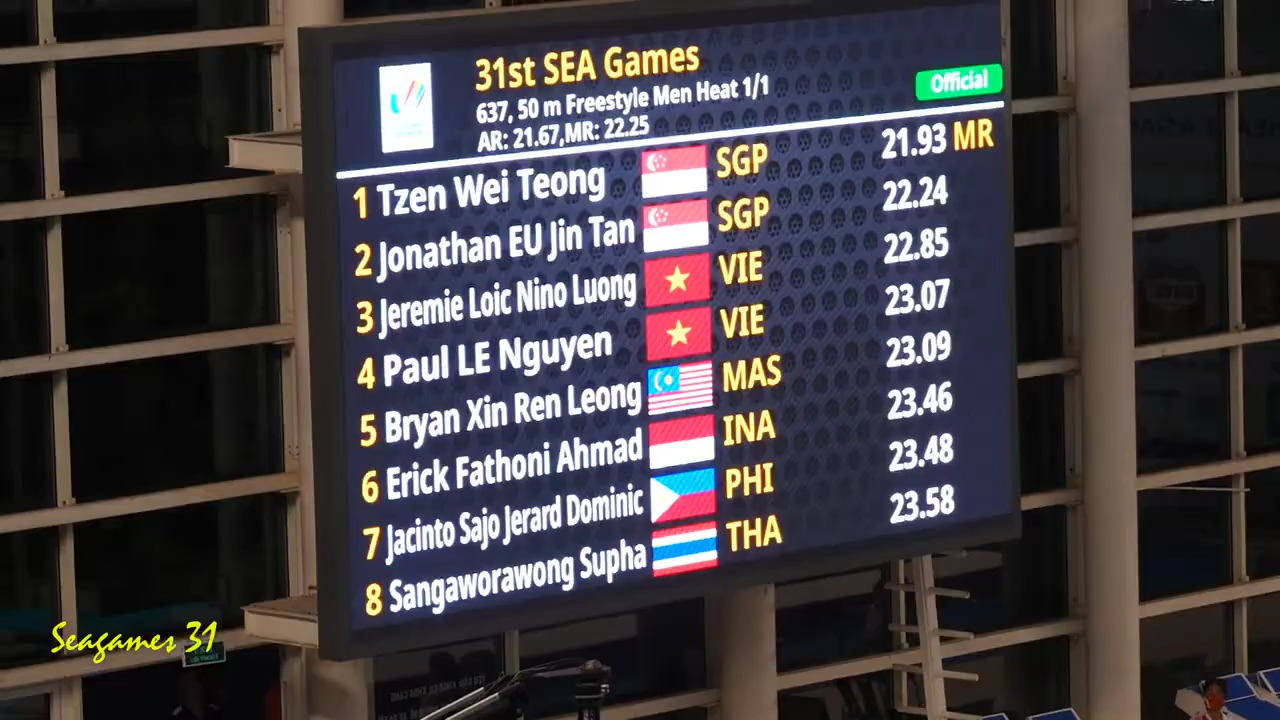 31st SEA Games
637, 50 m Freestyle Men Heat 1/1
Official
AR: 21.67,MR: 22.25
1 Tzen Wei Teong SGP 21.93 MR
2 Jonathan EU Jin Tan SGP 22.24
3 Jeremie Loic Nino Luong VIE 22.85
4 Paul LE Nguyen VIE 23.07
5 Bryan Xin Ren Leong MAS 23.09
6 Erick Fathoni Ahmad INA 23.46
7 Jacinto Sajo Jerard Dominic PHI 23.48
8 Sangaworawong Supha THA 23.58
Seagames 31